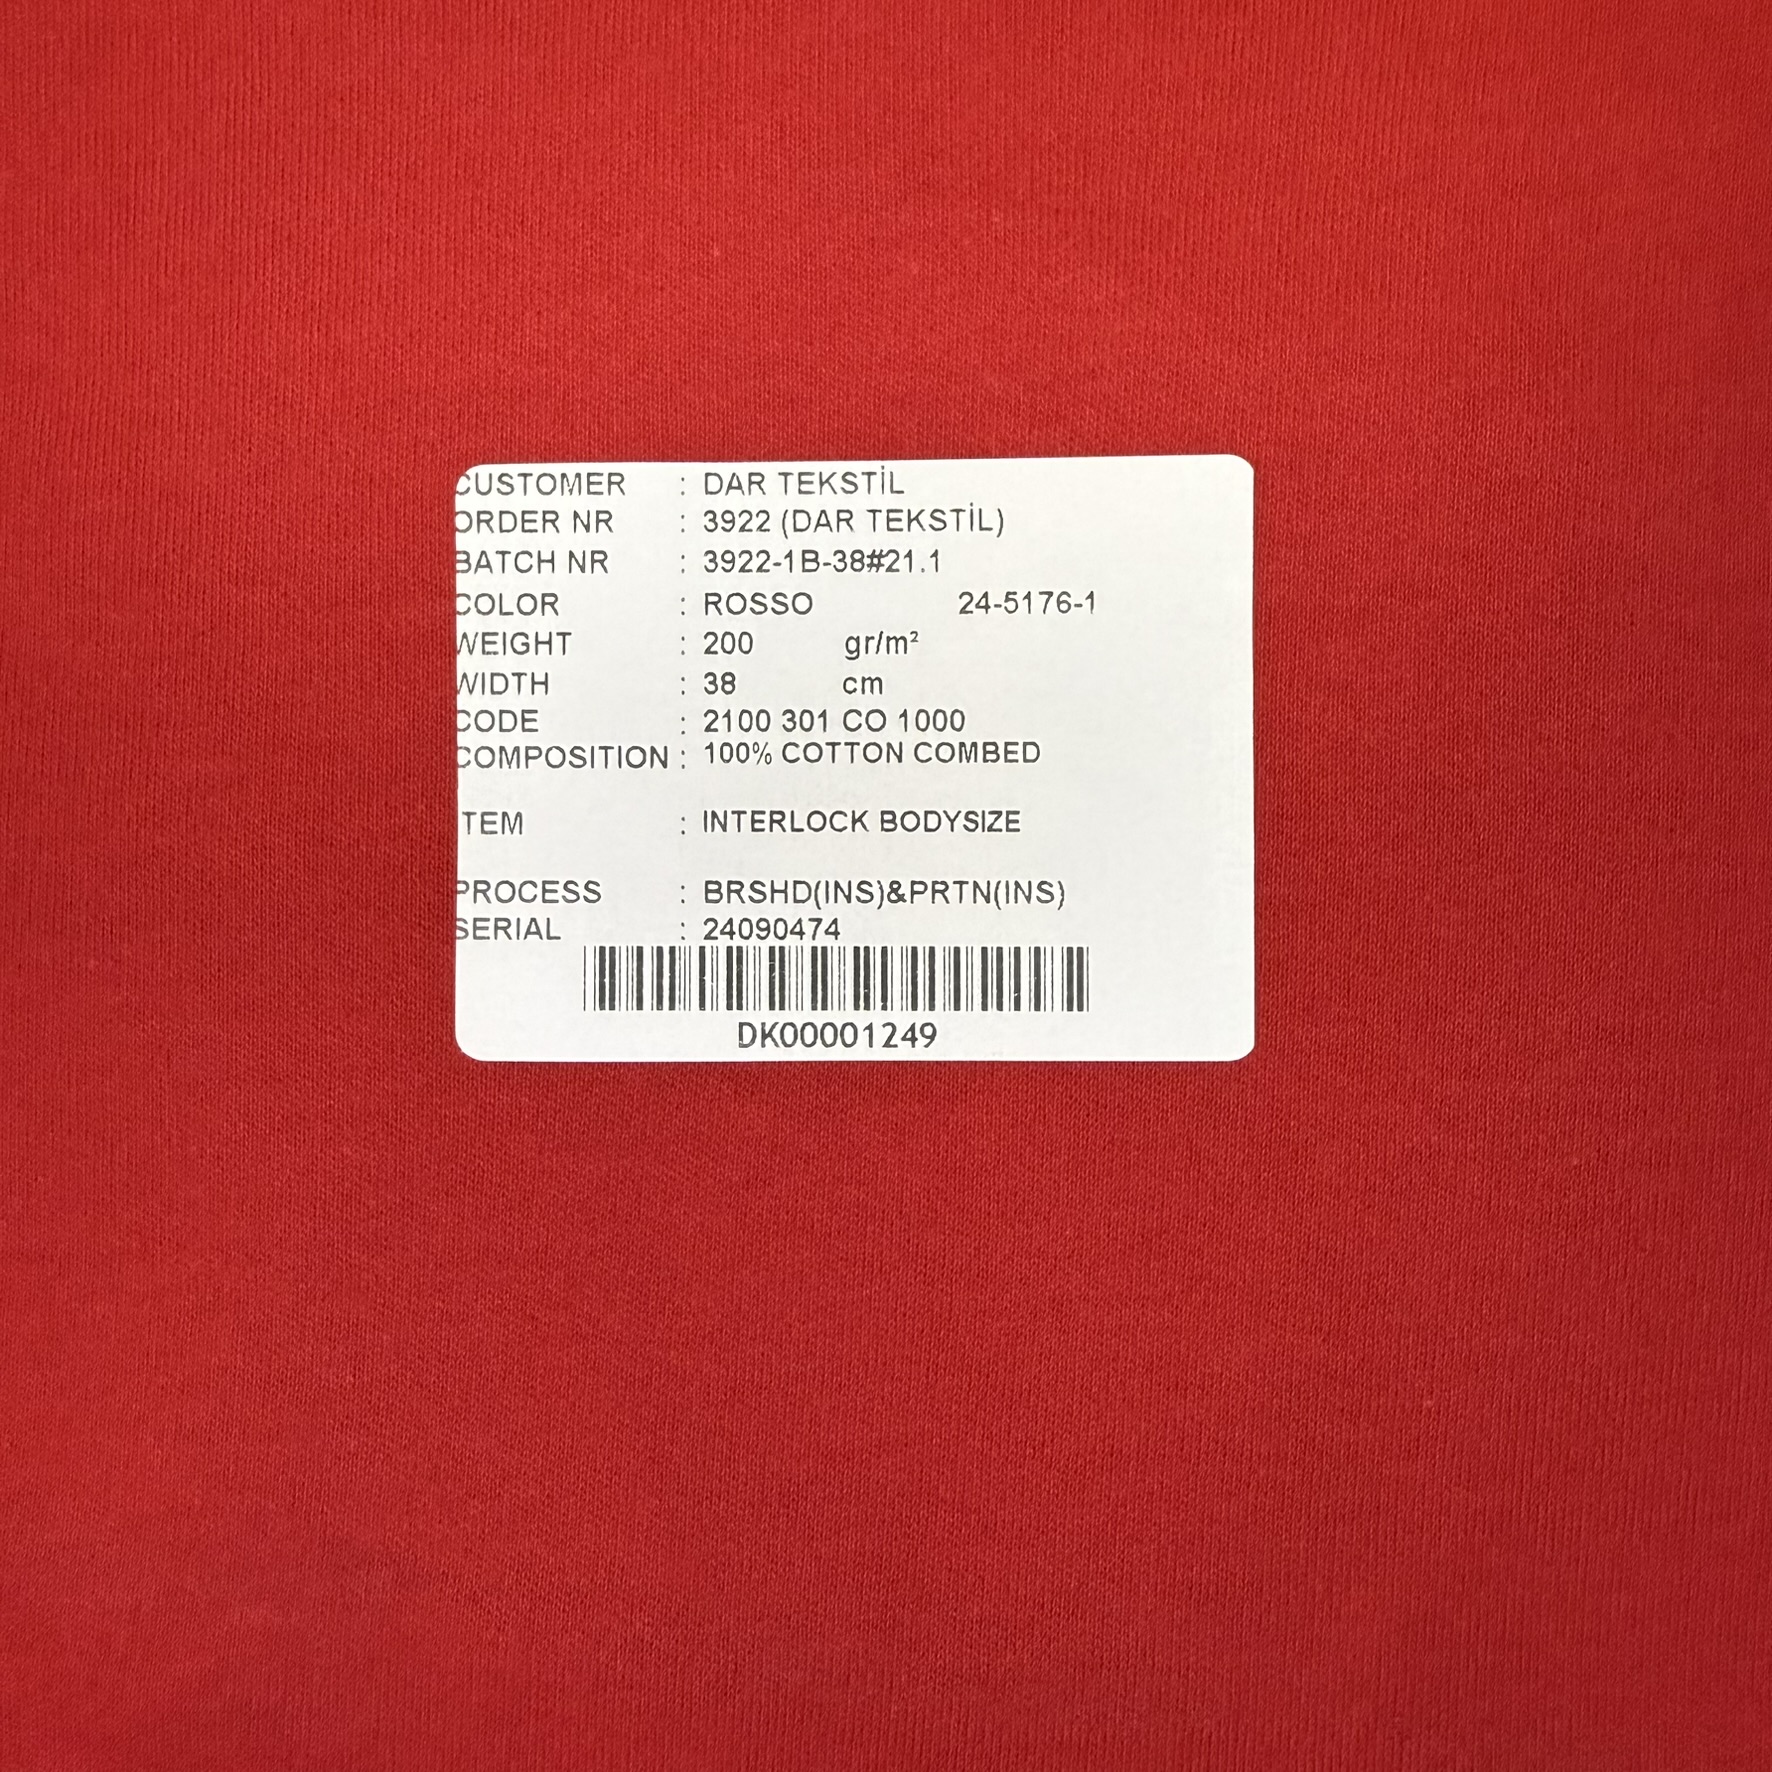 CUSTOMER : DAR TEKSTİL
ORDER NR : 3922 (DAR TEKSTİL)
BATCH NR : 3922-1B-38#21.1
COLOR : ROSSO 24-5176-1
WEIGHT : 200 gr/m²
WIDTH : 38 cm
CODE : 2100 301 CO 1000
COMPOSITION : 100% COTTON COMBED
ITEM : INTERLOCK BODYSIZE
PROCESS : BRSHD(INS)&PRTN(INS)
SERIAL : 24090474
DK00001249